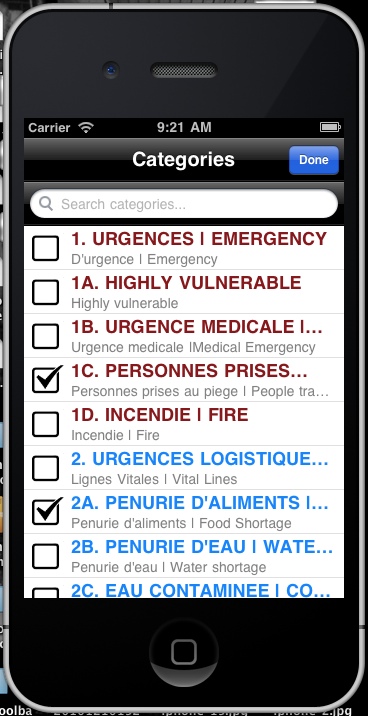 Carrier 9:21 AM
Categories
Done
Search categories...
1. URGENCES | EMERGENCY
D'urgence | Emergency
1A. HIGHLY VULNERABLE
Highly vulnerable
1B. URGENCE MEDICALE |...
Urgence medicale |Medical Emergency
1C. PERSONNES PRISES...
Personnes prises au piege | People tra...
1D. INCENDIE | FIRE
Incendie | Fire
2. URGENCES LOGISTIQUE...
Lignes Vitales | Vital Lines
2A. PENURIE D'ALIMENTS |...
Penurie d'aliments | Food Shortage
2B. PENURIE D'EAU | WATE...
Penurie d'eau | Water shortage
2C. EAU CONTAMINEE | CO...